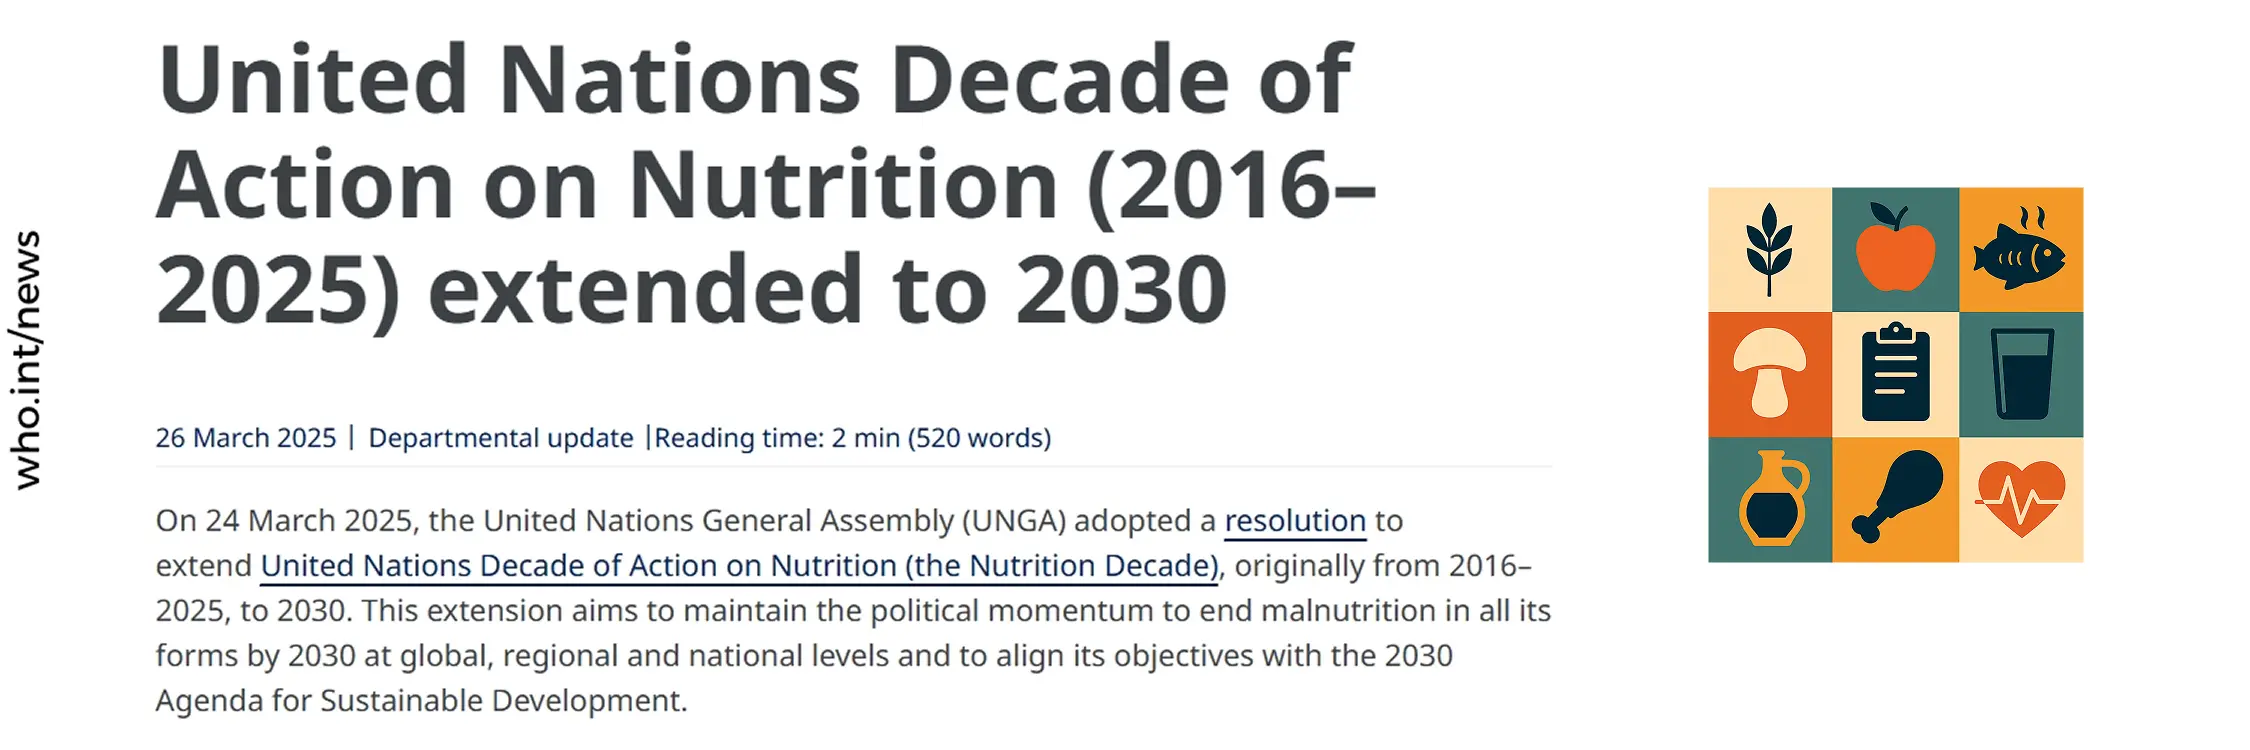 United Nations Decade of
Action on Nutrition (2016–
2025) extended to 2030
26 March 2025 | Departmental update |Reading time: 2 min (520 words)
On 24 March 2025, the United Nations General Assembly (UNGA) adopted a resolution to
extend United Nations Decade of Action on Nutrition (the Nutrition Decade), originally from 2016–
2025, to 2030. This extension aims to maintain the political momentum to end malnutrition in all its
forms by 2030 at global, regional and national levels and to align its objectives with the 2030
Agenda for Sustainable Development.
who.int/news